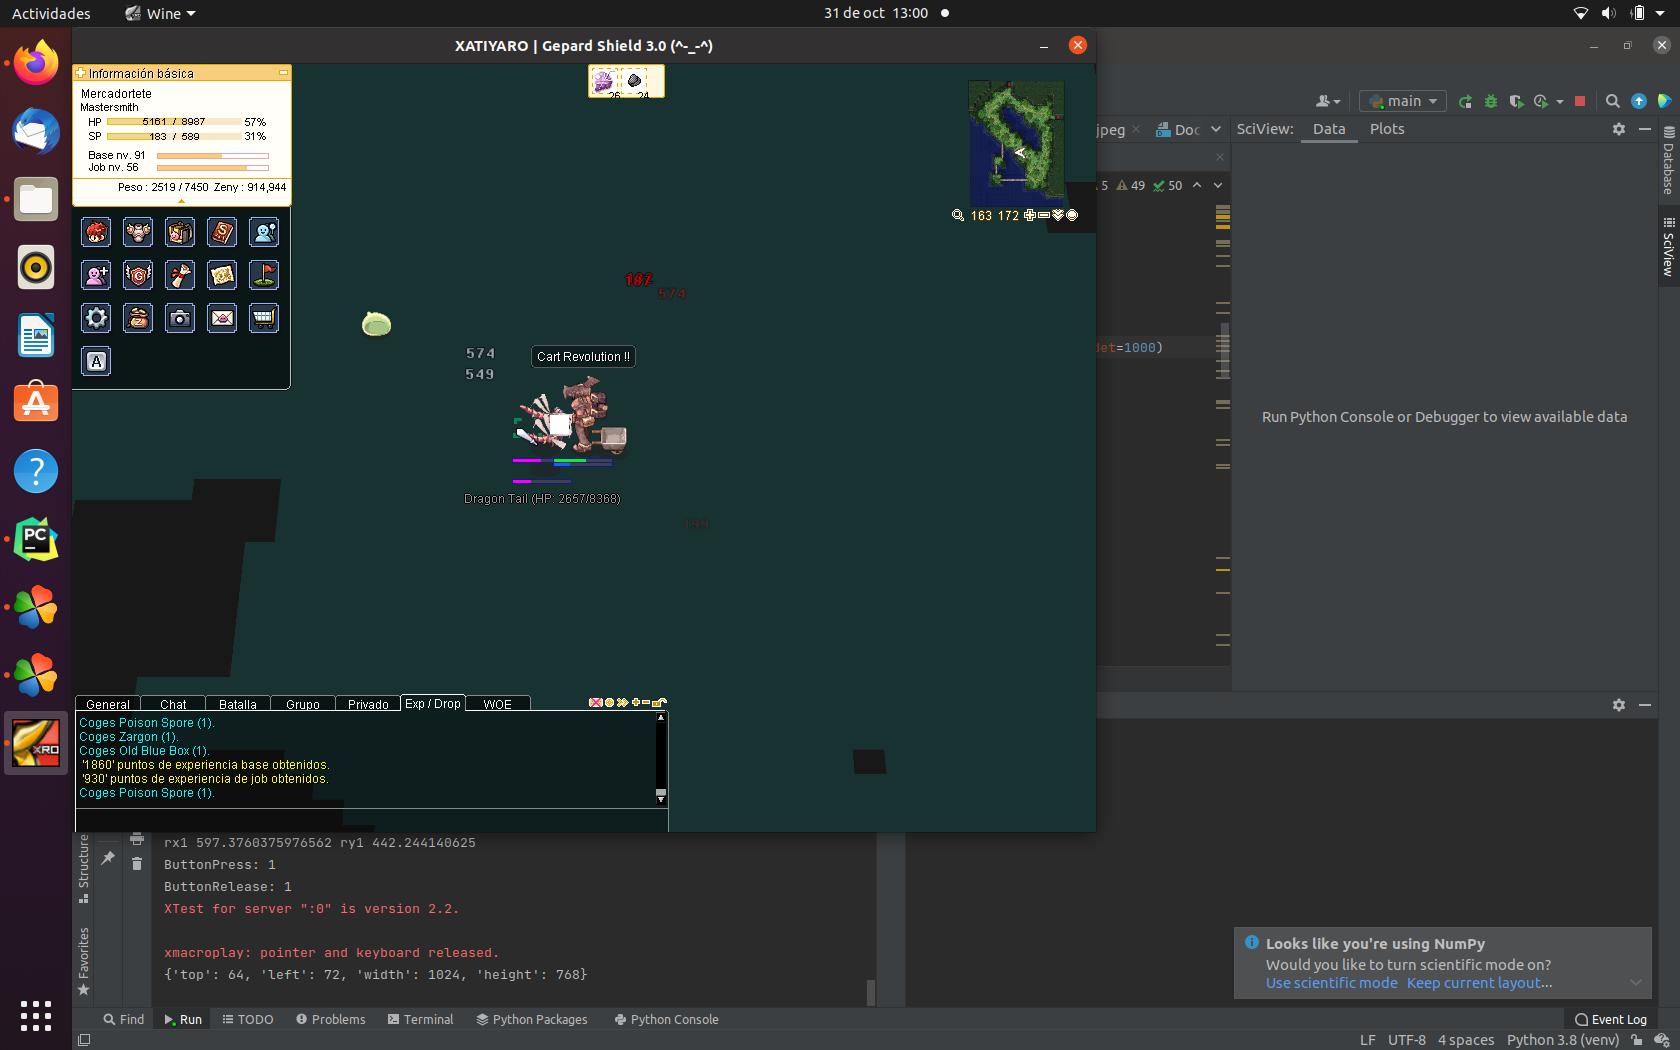 Actividades
Wine
31 de oct 13:00
XATIYARO | Gepard Shield 3.0 (^-_-^)
Información básica
Mercadortete
Mastersmith
HP 5161 / 8987 57%
SP 183 / 589 31%
Base nv. 91
Job nv. 56
Peso : 2519 / 7450 Zeny : 914,944
26 24
163 172
187
574
574
549
Cart Revolution !!
Dragon Tail (HP: 2657/8368)
General Chat Batalla Grupo Privado Exp / Drop WOE
Coges Poison Spore (1).
Coges Zargon (1).
Coges Old Blue Box (1).
'1860' puntos de experiencia base obtenidos.
'930' puntos de experiencia de job obtenidos.
Coges Poison Spore (1).
main
jpeg
Doc
SciView: Data Plots
5 49 50
det=1000)
Run Python Console or Debugger to view available data
Database
SciView
PC
XRO
A
Structure
Favorites
rx1 597.3760375976562 ry1 442.244140625
ButtonPress: 1
ButtonRelease: 1
XTest for server ":0" is version 2.2.
xmacroplay: pointer and keyboard released.
{'top': 64, 'left': 72, 'width': 1024, 'height': 768}
Looks like you're using NumPy
Would you like to turn scientific mode on?
Use scientific mode Keep current layout...
Find Run TODO Problems Terminal Python Packages Python Console
Event Log
LF UTF-8 4 spaces Python 3.8 (venv)